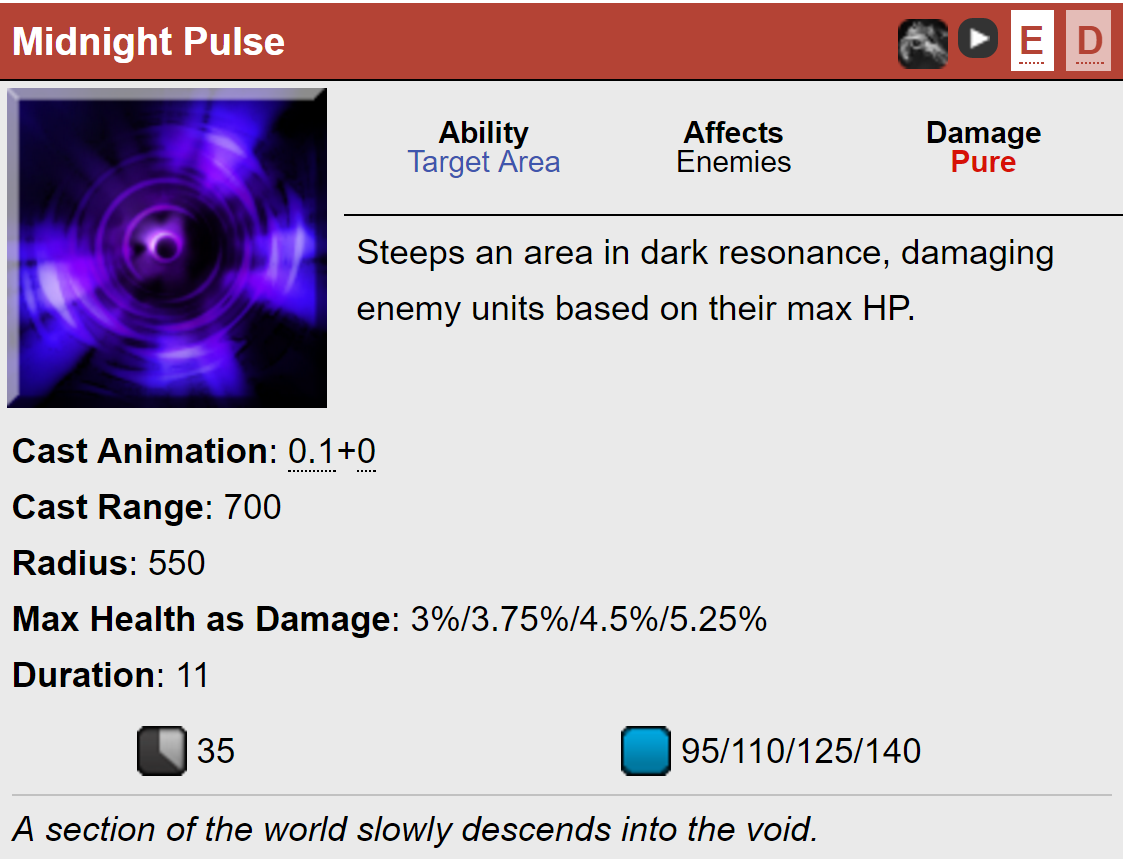 Midnight Pulse E D
Ability Affects Damage
Target Area Enemies Pure
Steeps an area in dark resonance, damaging
enemy units based on their max HP.
Cast Animation: 0.1+0
Cast Range: 700
Radius: 550
Max Health as Damage: 3%/3.75%/4.5%/5.25%
Duration: 11
35 95/110/125/140
A section of the world slowly descends into the void.